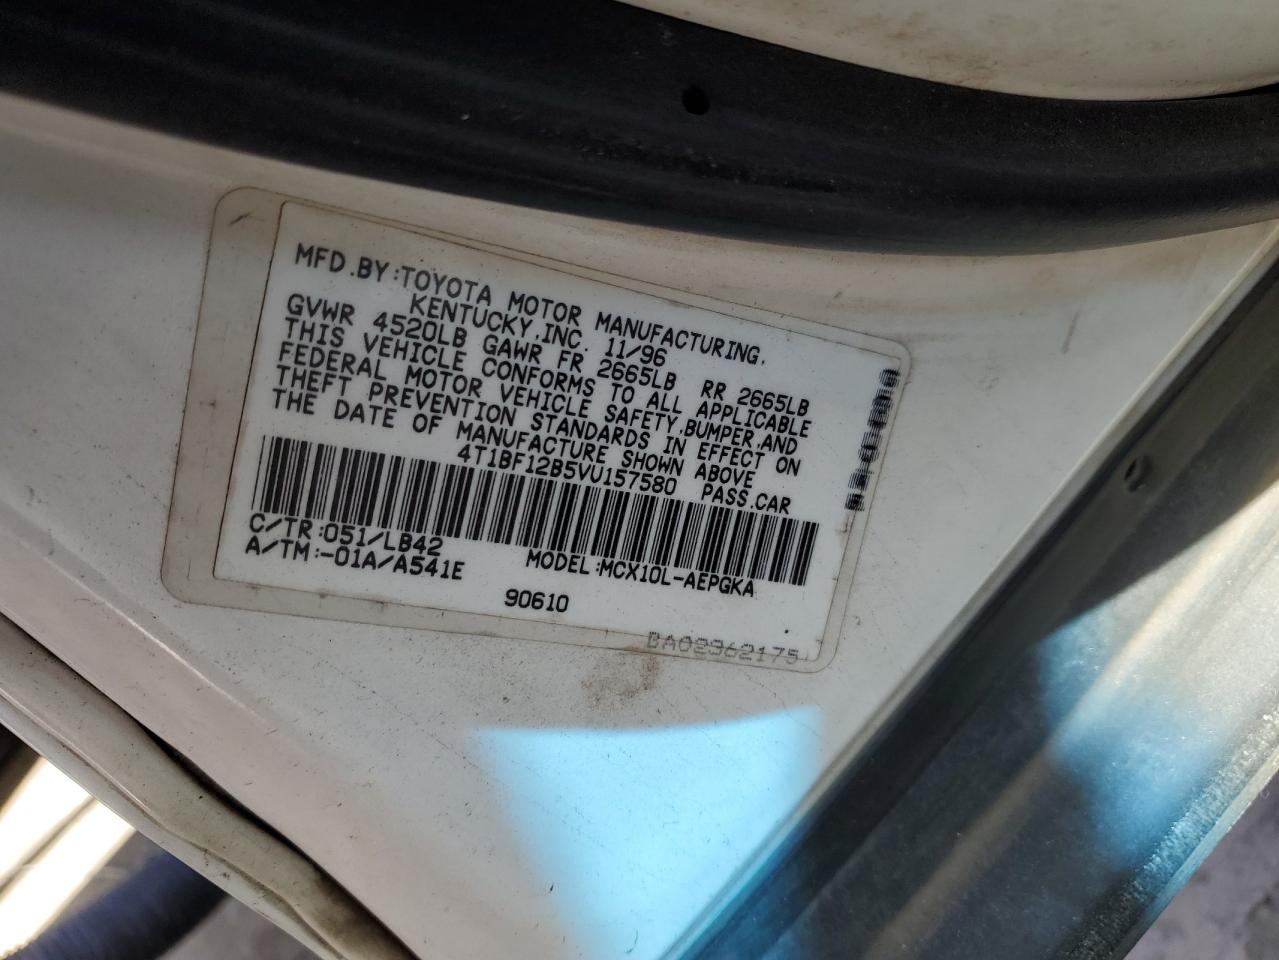 MFD.BY:TOYOTA MOTOR MANUFACTURING,
KENTUCKY,INC. 11/96
GVWR 4520LB GAWR FR 2665LB RR 2665LB
THIS VEHICLE CONFORMS TO ALL APPLICABLE
FEDERAL MOTOR VEHICLE SAFETY,BUMPER,AND
THEFT PREVENTION STANDARDS IN EFFECT ON
THE DATE OF MANUFACTURE SHOWN ABOVE
4T1BF12B5VU157580 PASS.CAR
C/TR:051/LB42
A/TM:-01A/A541E MODEL:MCX10L-AEPGKA
90610
BA02362175